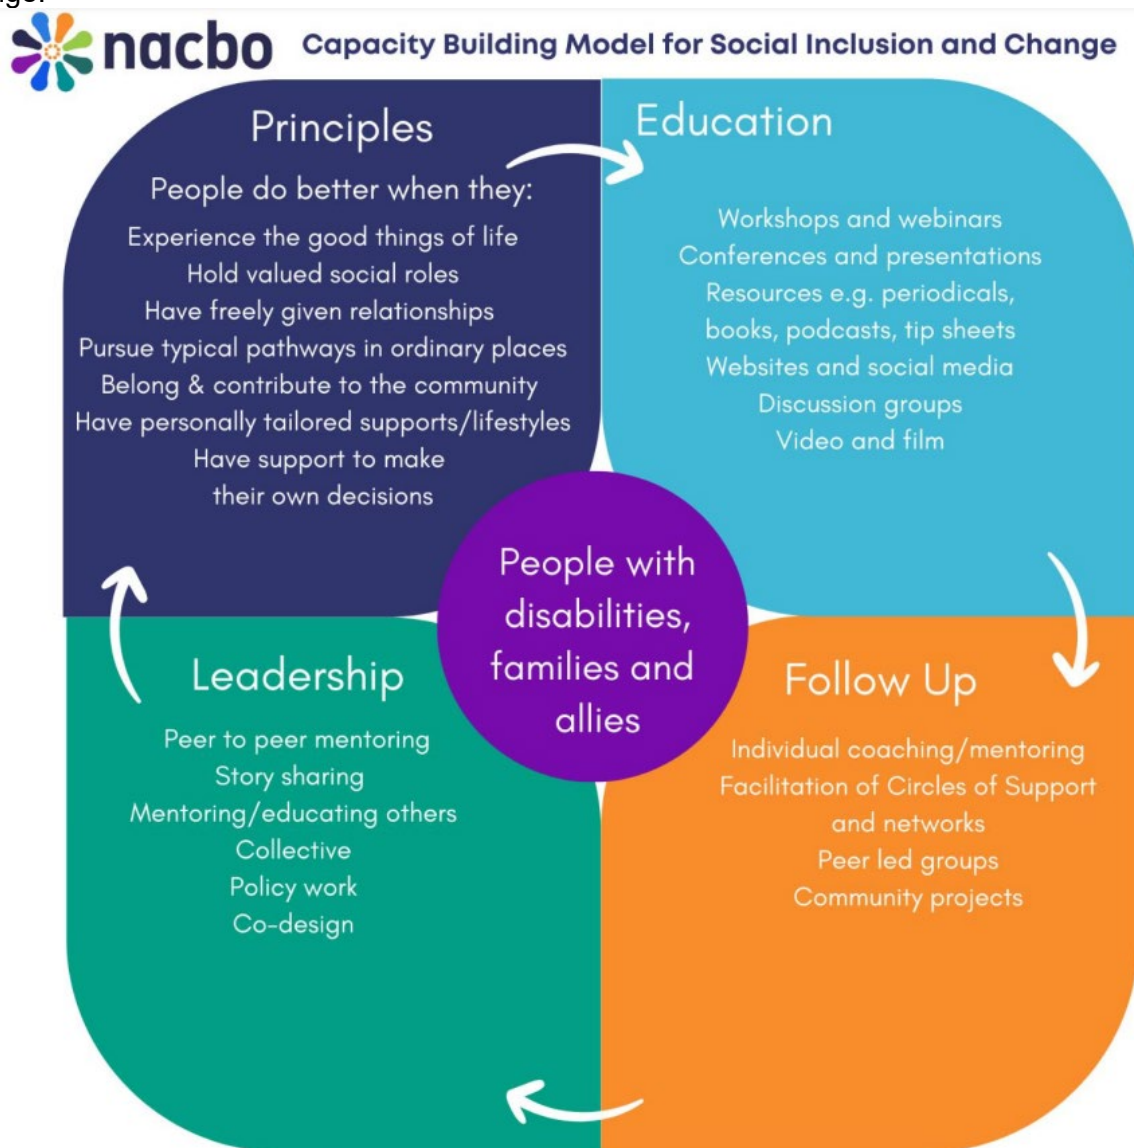 nacbo Capacity Building Model for Social Inclusion and Change
Principles
People do better when they:
Experience the good things of life
Hold valued social roles
Have freely given relationships
Pursue typical pathways in ordinary places
Belong & contribute to the community
Have personally tailored supports/lifestyles
Have support to make
their own decisions
Education
Workshops and webinars
Conferences and presentations
Resources e.g. periodicals,
books, podcasts, tip sheets
Websites and social media
Discussion groups
Video and film
People with
disabilities,
families and
allies
Follow Up
Individual coaching/mentoring
Facilitation of Circles of Support
and networks
Peer led groups
Community projects
Leadership
Peer to peer mentoring
Story sharing
Mentoring/educating others
Collective
Policy work
Co-design